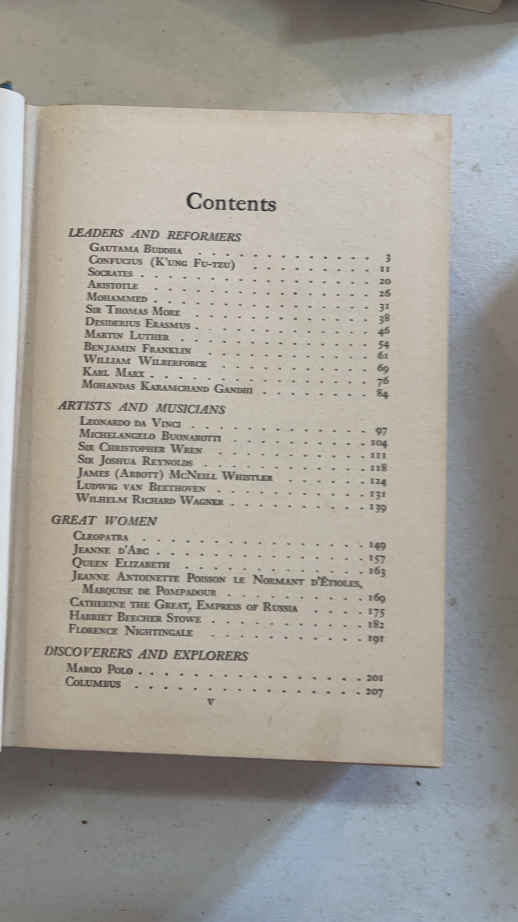 Contents
LEADERS AND REFORMERS
GAUTAMA BUDDHA . . . . . . . . . . 3
CONFUCIUS (K'UNG FU-TZU) . . . . . . . . . 11
SOCRATES . . . . . . . . . . . . . . 20
ARISTOTLE . . . . . . . . . . . . . 26
MOHAMMED . . . . . . . . . . . . . 31
SIR THOMAS MORE . . . . . . . . . . 38
DESIDERIUS ERASMUS . . . . . . . . . . 46
MARTIN LUTHER . . . . . . . . . . . 54
BENJAMIN FRANKLIN . . . . . . . . . . 61
WILLIAM WILBERFORCE . . . . . . . . . 69
KARL MARX . . . . . . . . . . . . . 76
MOHANDAS KARAMCHAND GANDHI . . . . . . . 84
ARTISTS AND MUSICIANS
LEONARDO DA VINCI . . . . . . . . . . 97
MICHELANGELO BUONAROTTI . . . . . . . . . 104
SIR CHRISTOPHER WREN . . . . . . . . . . 111
SIR JOSHUA REYNOLDS . . . . . . . . . . 118
JAMES (ABBOTT) MCNEILL WHISTLER . . . . . . 124
LUDWIG VAN BEETHOVEN . . . . . . . . . . 131
WILHELM RICHARD WAGNER . . . . . . . . . 139
GREAT WOMEN
CLEOPATRA . . . . . . . . . . . . . . 149
JEANNE D'ARC . . . . . . . . . . . . . 157
QUEEN ELIZABETH . . . . . . . . . . . 163
JEANNE ANTOINETTE POISSON LE NORMANT D'ÉTIOLES,
MARQUISE DE POMPADOUR . . . . . . . . . 169
CATHERINE THE GREAT, EMPRESS OF RUSSIA . . . . 175
HARRIET BEECHER STOWE . . . . . . . . . . 182
FLORENCE NIGHTINGALE . . . . . . . . . . 191
DISCOVERERS AND EXPLORERS
MARCO POLO . . . . . . . . . . . . . . 201
COLUMBUS . . . . . . . . . . . . . . 207
v